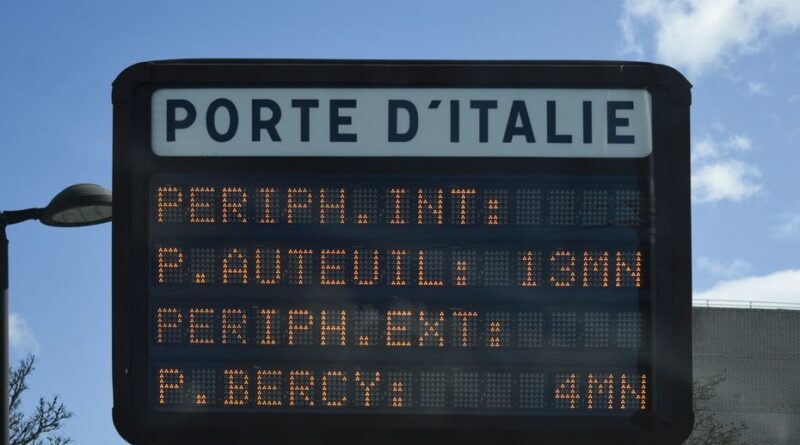 PORTE D'ITALIE
PERIPH.INT:
P.AUTEUIL: 13MN
PERIPH.EXT:
P.BERCY: 4MN